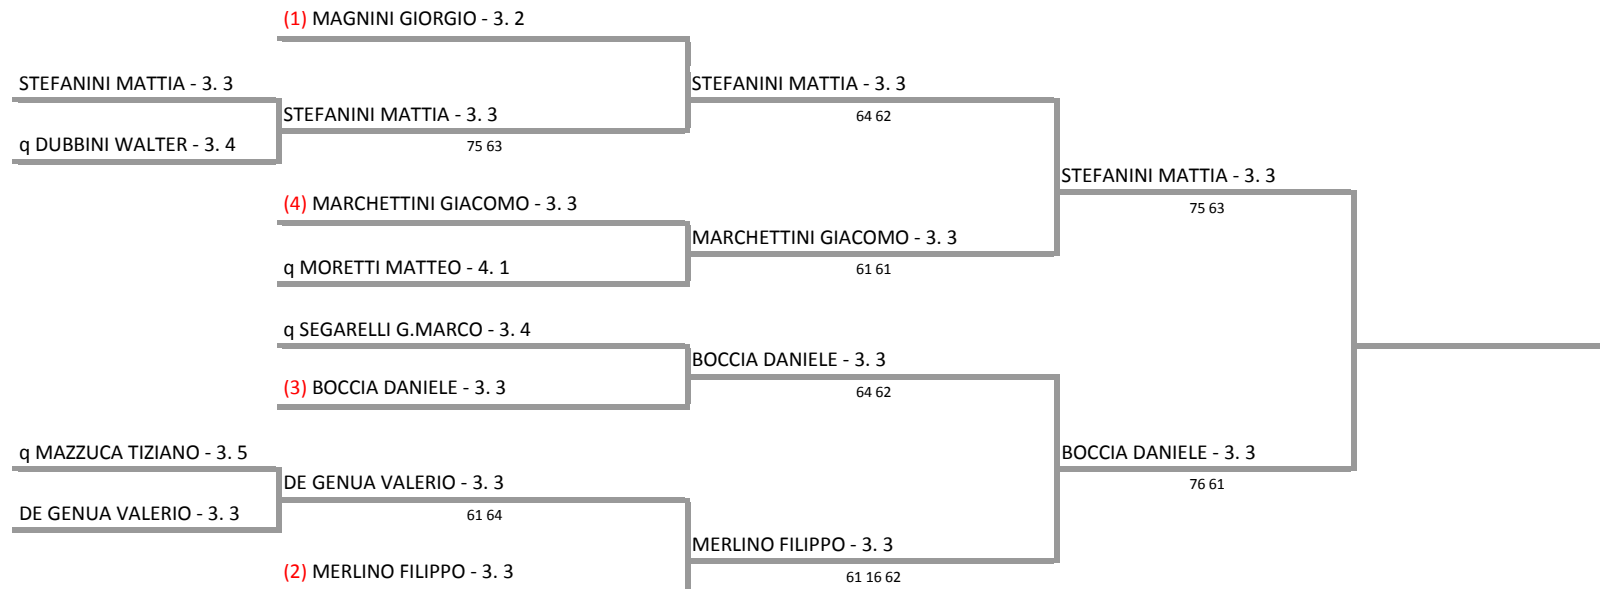 (1) MAGNINI GIORGIO - 3. 2
STEFANINI MATTIA - 3. 3
STEFANINI MATTIA - 3. 3
STEFANINI MATTIA - 3. 3
64 62
q DUBBINI WALTER - 3. 4
75 63
STEFANINI MATTIA - 3. 3
75 63
(4) MARCHETTINI GIACOMO - 3. 3
MARCHETTINI GIACOMO - 3. 3
61 61
q MORETTI MATTEO - 4. 1
q SEGARELLI G.MARCO - 3. 4
BOCCIA DANIELE - 3. 3
64 62
(3) BOCCIA DANIELE - 3. 3
q MAZZUCA TIZIANO - 3. 5
BOCCIA DANIELE - 3. 3
76 61
DE GENUA VALERIO - 3. 3
61 64
DE GENUA VALERIO - 3. 3
MERLINO FILIPPO - 3. 3
61 16 62
(2) MERLINO FILIPPO - 3. 3